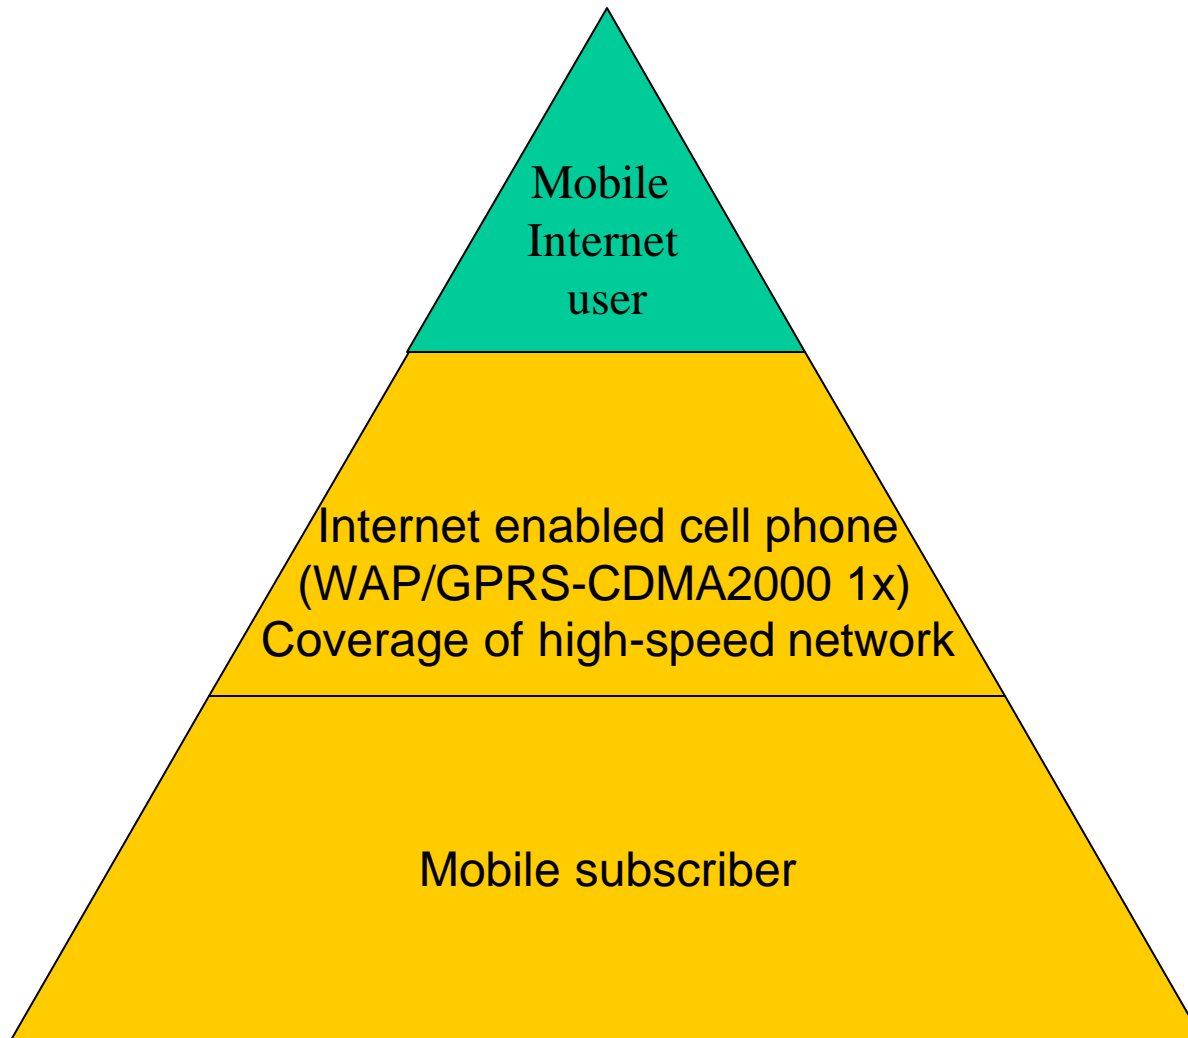 Mobile
Internet
user
Internet enabled cell phone
(WAP/GPRS-CDMA2000 1x)
Coverage of high-speed network
Mobile subscriber